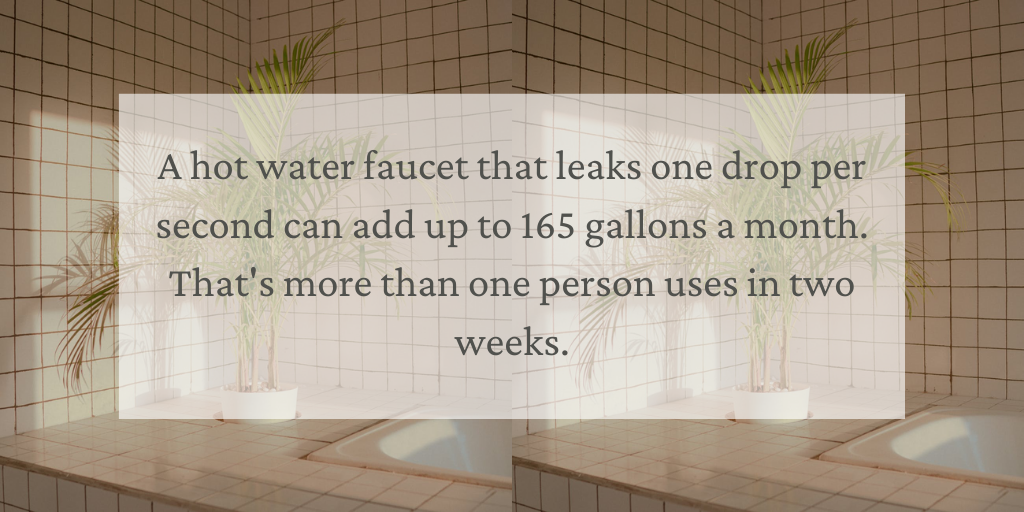 A hot water faucet that leaks one drop per
second can add up to 165 gallons a month.
That's more than one person uses in two
weeks.